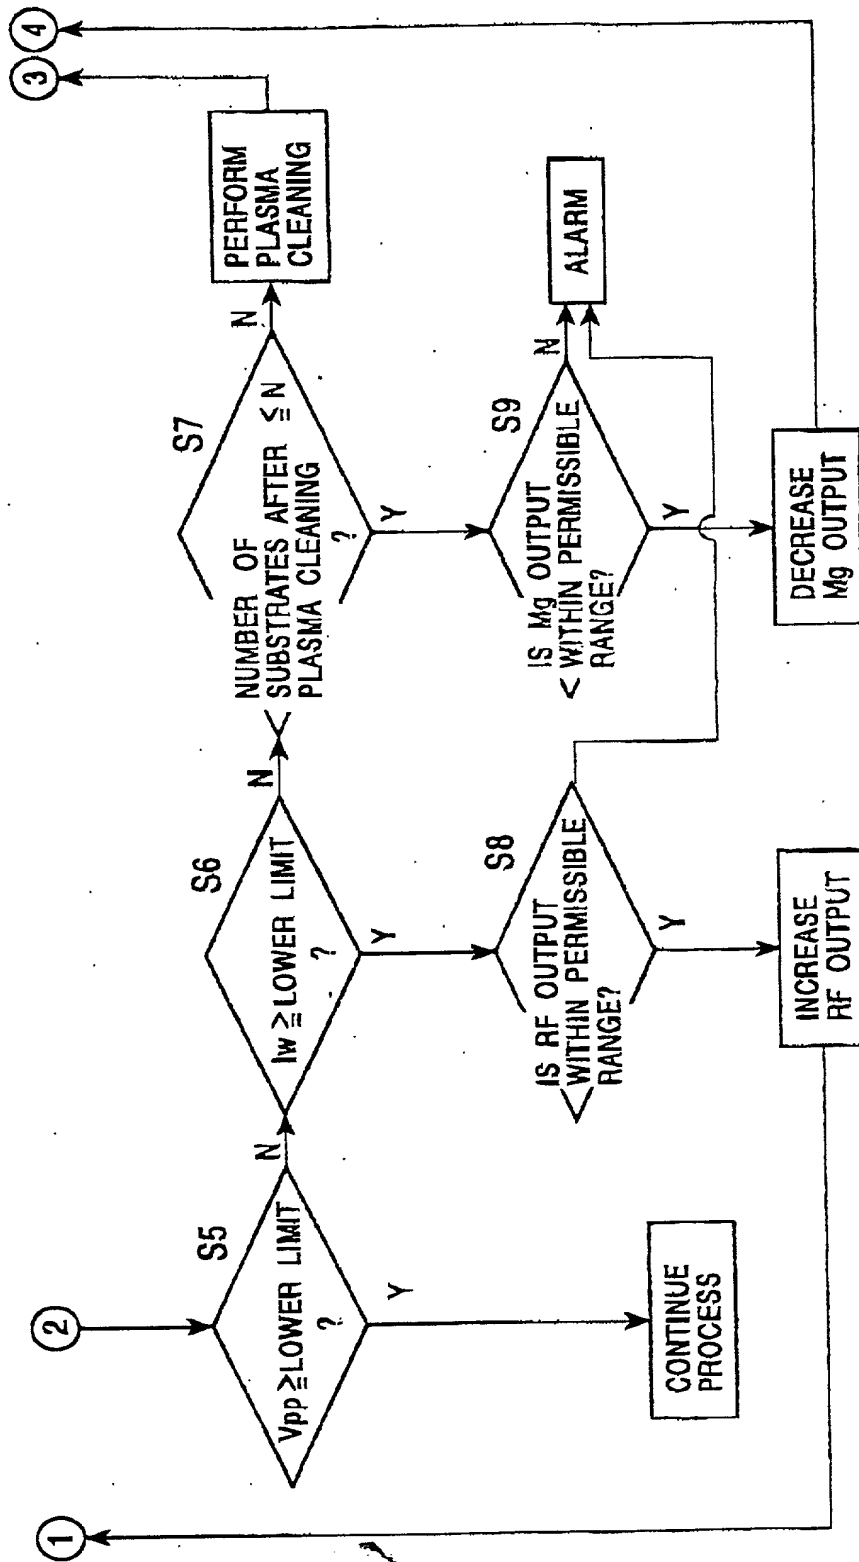 1
2
3
4
S5
Vpp ≧ LOWER LIMIT
?
N
Y
CONTINUE
PROCESS
S6
Iw ≧ LOWER LIMIT
?
N
Y
S7
NUMBER OF
SUBSTRATES AFTER ≦ N
PLASMA CLEANING
?
N
Y
PERFORM
PLASMA
CLEANING
S8
IS RF OUTPUT
WITHIN PERMISSIBLE
RANGE?
Y
INCREASE
RF OUTPUT
S9
IS Mg OUTPUT
WITHIN PERMISSIBLE
RANGE?
N
Y
ALARM
DECREASE
Mg OUTPUT